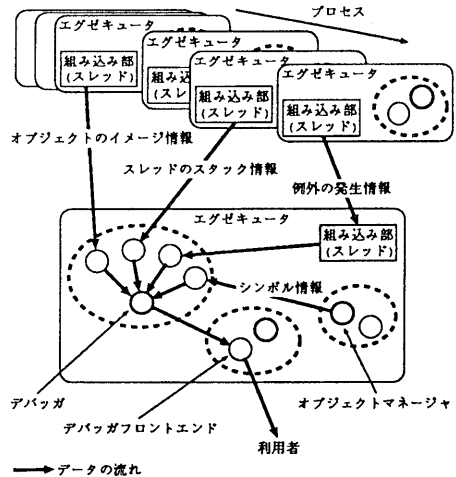 プロセス
エグゼキュータ
組み込み部
(スレッド)
エグゼキュータ
組み込み部
(スレッド)
エグゼキュータ
組み込み部
(スレッド)
エグゼキュータ
組み込み部
(スレッド)
オブジェクトのイメージ情報
スレッドのスタック情報
例外の発生情報
エグゼキュータ
組み込み部
(スレッド)
シンボル情報
デバッガ
オブジェクトマネージャ
デバッガフロントエンド
利用者
データの流れ